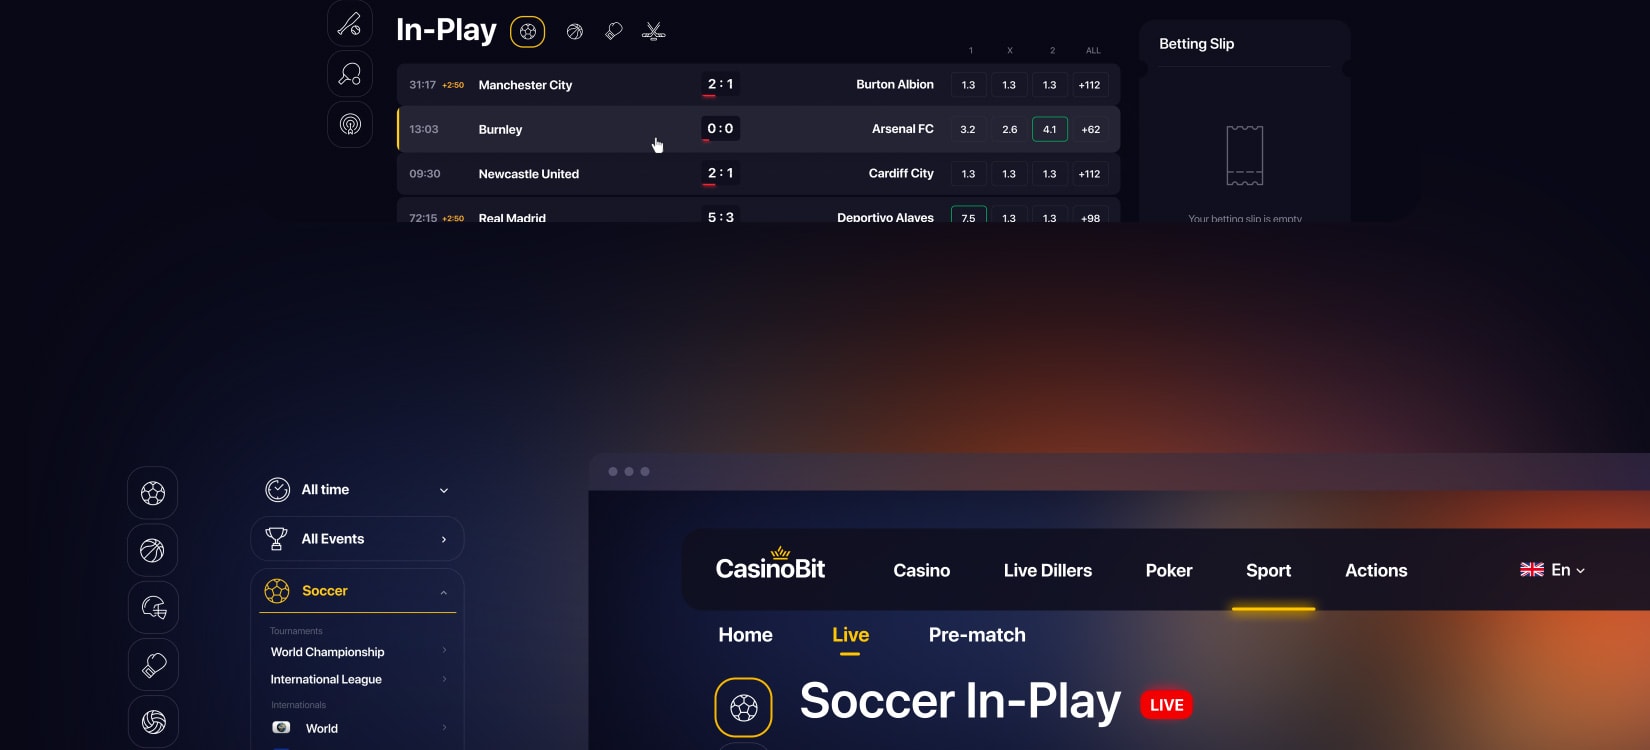 In-Play
1 X 2 ALL
31:17 +2:50 Manchester City 2 : 1 Burton Albion 1.3 1.3 1.3 +112
13:03 Burnley 0 : 0 Arsenal FC 3.2 2.6 4.1 +62
09:30 Newcastle United 2 : 1 Cardiff City 1.3 1.3 1.3 +112
72:15 +2:50 Real Madrid 5 : 3 Deportivo Alaves 7.5 1.3 1.3 +98
Betting Slip
Your betting slip is empty
All time
All Events
Soccer
Tournaments
World Championship
International League
Internationals
World
CasinoBit
Casino Live Dillers Poker Sport Actions
En
Home Live Pre-match
Soccer In-Play LIVE